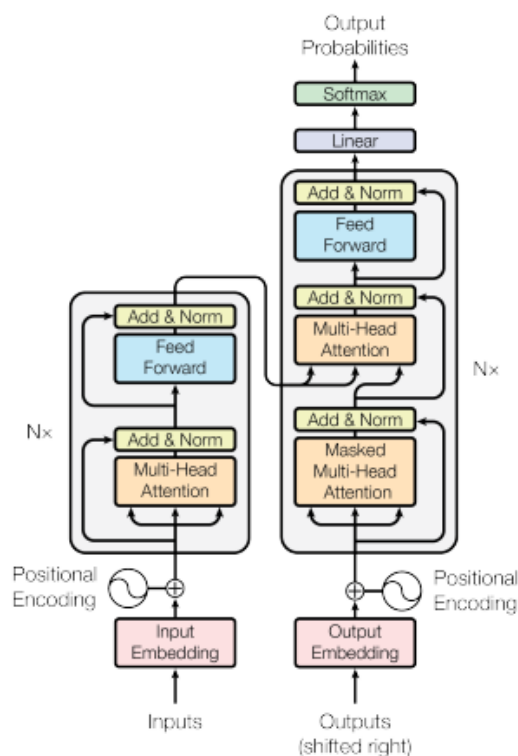 Output
Probabilities
Softmax
Linear
Add & Norm
Feed
Forward
Add & Norm
Multi-Head
Attention
Nx
Add & Norm
Masked
Multi-Head
Attention
Positional
Encoding
Output
Embedding
Outputs
(shifted right)
Add & Norm
Feed
Forward
Nx
Add & Norm
Multi-Head
Attention
Positional
Encoding
Input
Embedding
Inputs